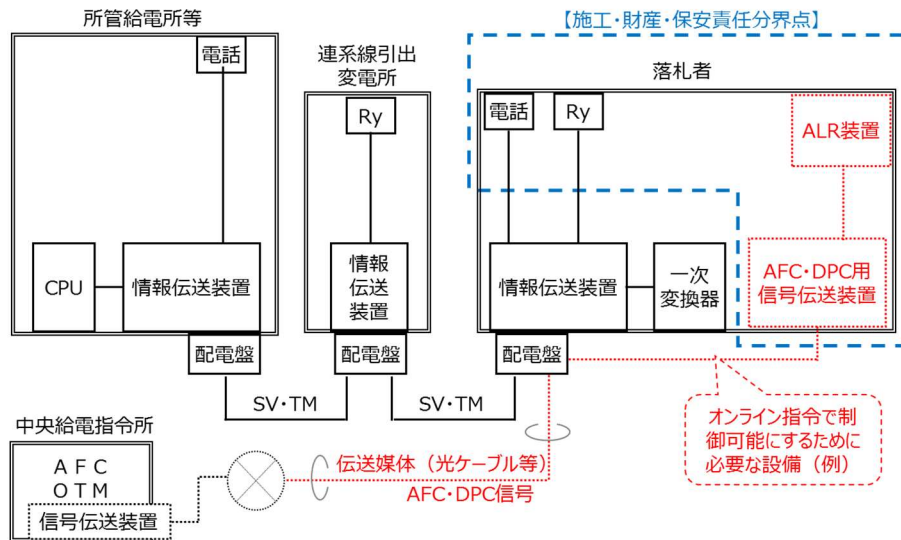 所管給電所等
電話
CPU
情報伝送装置
配電盤
連系線引出
変電所
Ry
情報
伝送
装置
配電盤
【施工・財産・保安責任分界点】
落札者
電話
Ry
ALR装置
情報伝送装置
一次
変換器
AFC・DPC用
信号伝送装置
配電盤
SV・TM
SV・TM
オンライン指令で制
御可能にするために
必要な設備（例）
中央給電指令所
ＡＦＣ
ＯＴＭ
信号伝送装置
伝送媒体（光ケーブル等）
AFC・DPC信号